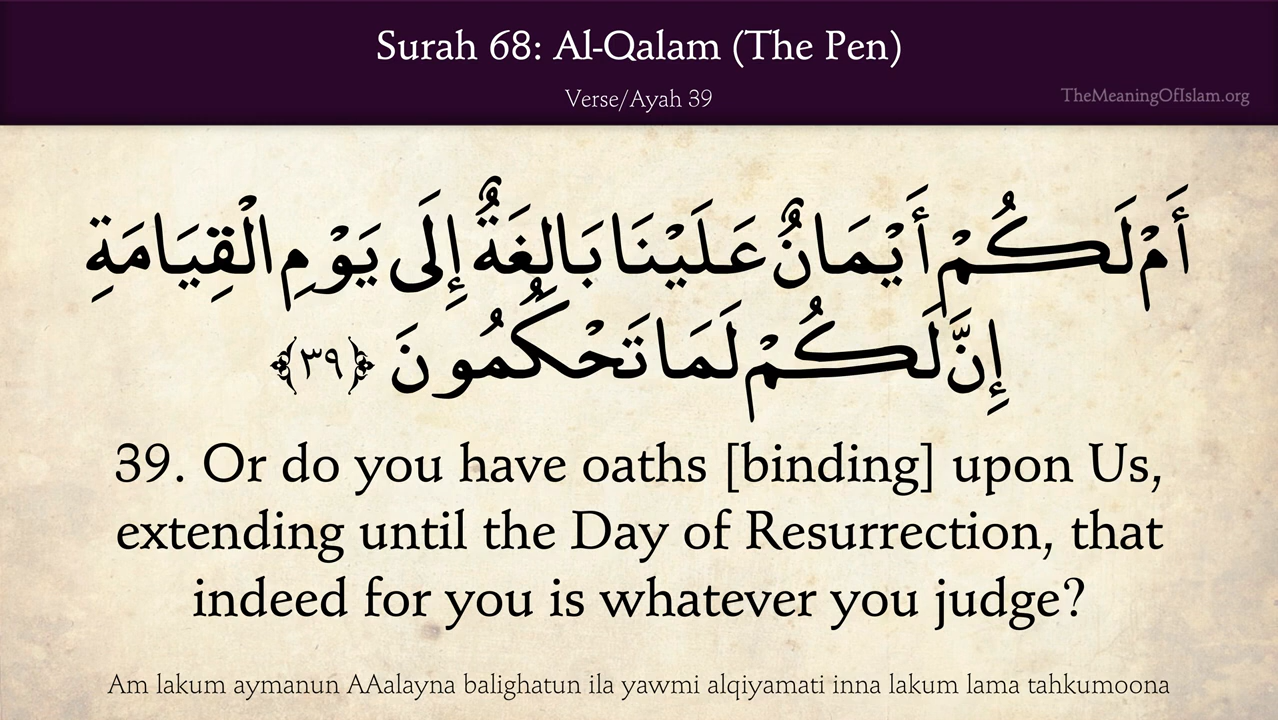 Surah 68: Al-Qalam (The Pen)
Verse/Ayah 39
TheMeaningOfIslam.org
أَمْ لَكُمْ أَيْمَانٌ عَلَيْنَا بَالِغَةٌ إِلَى يَوْمِ الْقِيَامَةِ
إِنَّ لَكُمْ لَمَا تَحْكُمُونَ ﴿٣٩﴾
39. Or do you have oaths [binding] upon Us,
extending until the Day of Resurrection, that
indeed for you is whatever you judge?
Am lakum aymanun AAalayna balighatun ila yawmi alqiyamati inna lakum lama tahkumoona